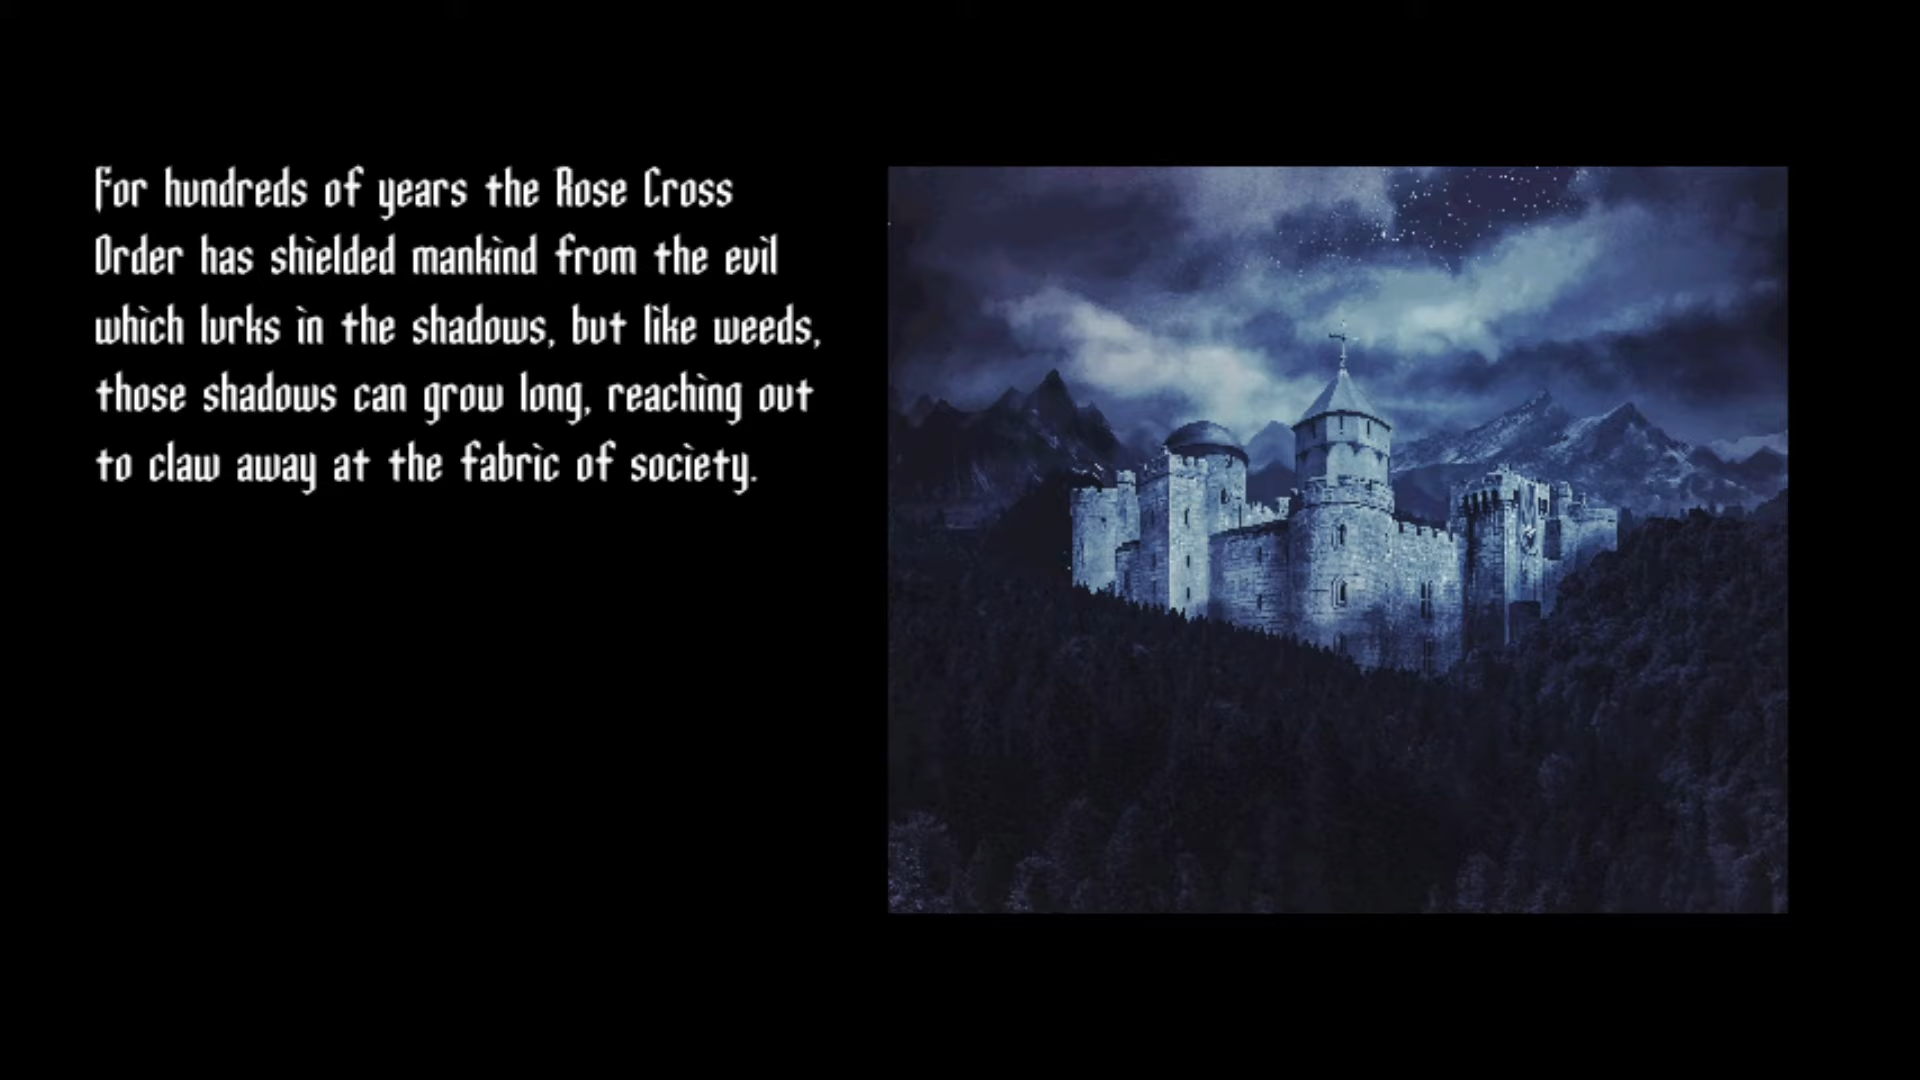 For hundreds of years the Rose Cross
Order has shielded mankind from the evil
which lurks in the shadows, but like weeds,
those shadows can grow long, reaching out
to claw away at the fabric of society.